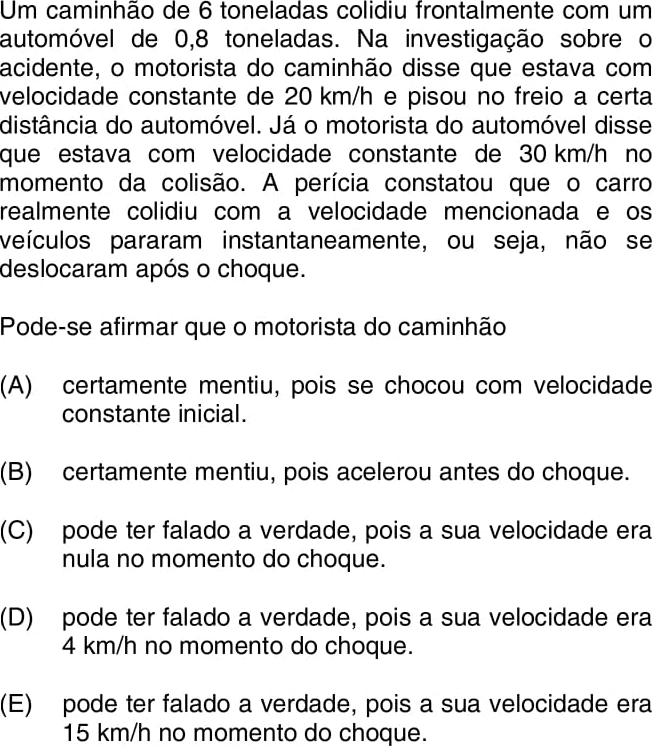 Um caminhão de 6 toneladas colidiu frontalmente com um
automóvel de 0,8 toneladas. Na investigação sobre o
acidente, o motorista do caminhão disse que estava com
velocidade constante de 20 km/h e pisou no freio a certa
distância do automóvel. Já o motorista do automóvel disse
que estava com velocidade constante de 30 km/h no
momento da colisão. A perícia constatou que o carro
realmente colidiu com a velocidade mencionada e os
veículos pararam instantaneamente, ou seja, não se
deslocaram após o choque.
Pode-se afirmar que o motorista do caminhão
(A) certamente mentiu, pois se chocou com velocidade
constante inicial.
(B) certamente mentiu, pois acelerou antes do choque.
(C) pode ter falado a verdade, pois a sua velocidade era
nula no momento do choque.
(D) pode ter falado a verdade, pois a sua velocidade era
4 km/h no momento do choque.
(E) pode ter falado a verdade, pois a sua velocidade era
15 km/h no momento do choque.